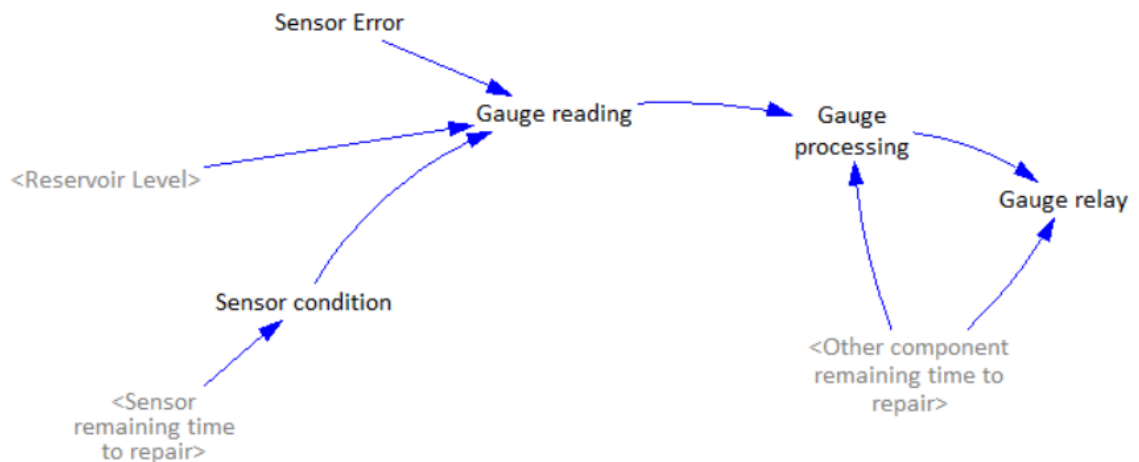 Sensor Error
Gauge reading
Gauge
processing
<Reservoir Level>
Gauge relay
Sensor condition
<Other component
remaining time to
repair>
<Sensor
remaining time
to repair>